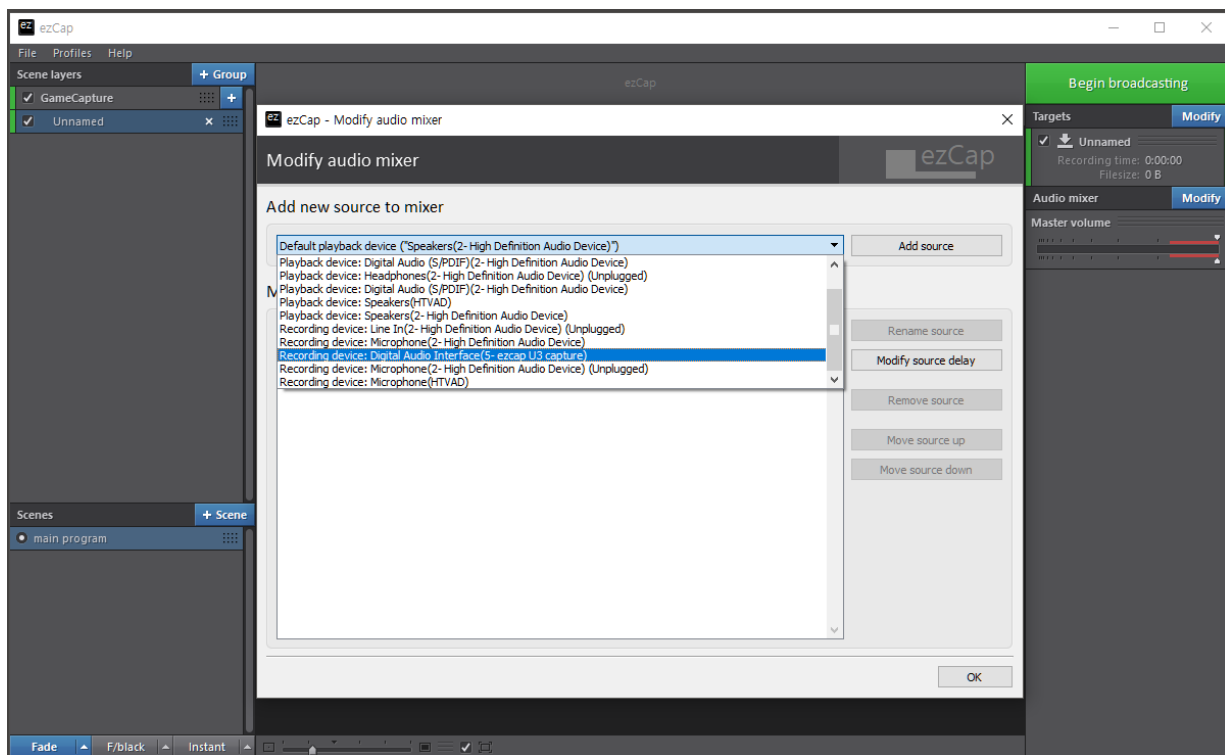 ez ezCap
File Profiles Help
Scene layers + Group
GameCapture +
Unnamed
ezCap
Begin broadcasting
Targets Modify
Unnamed
Recording time: 0:00:00
Filesize: 0 B
Audio mixer Modify
Master volume
ez ezCap - Modify audio mixer
Modify audio mixer
ezCap
Add new source to mixer
Default playback device ("Speakers(2- High Definition Audio Device)")
Add source
Playback device: Digital Audio (S/PDIF)(2- High Definition Audio Device)
Playback device: Headphones(2- High Definition Audio Device) (Unplugged)
Playback device: Digital Audio (S/PDIF)(2- High Definition Audio Device)
Playback device: Speakers(HTVAD)
Playback device: Speakers(2- High Definition Audio Device)
Recording device: Line In(2- High Definition Audio Device) (Unplugged)
Recording device: Microphone(2- High Definition Audio Device)
Recording device: Digital Audio Interface(5- ezcap U3 capture)
Recording device: Microphone(2- High Definition Audio Device) (Unplugged)
Recording device: Microphone(HTVAD)
Rename source
Modify source delay
Remove source
Move source up
Move source down
OK
Scenes + Scene
main program
Fade F/black Instant